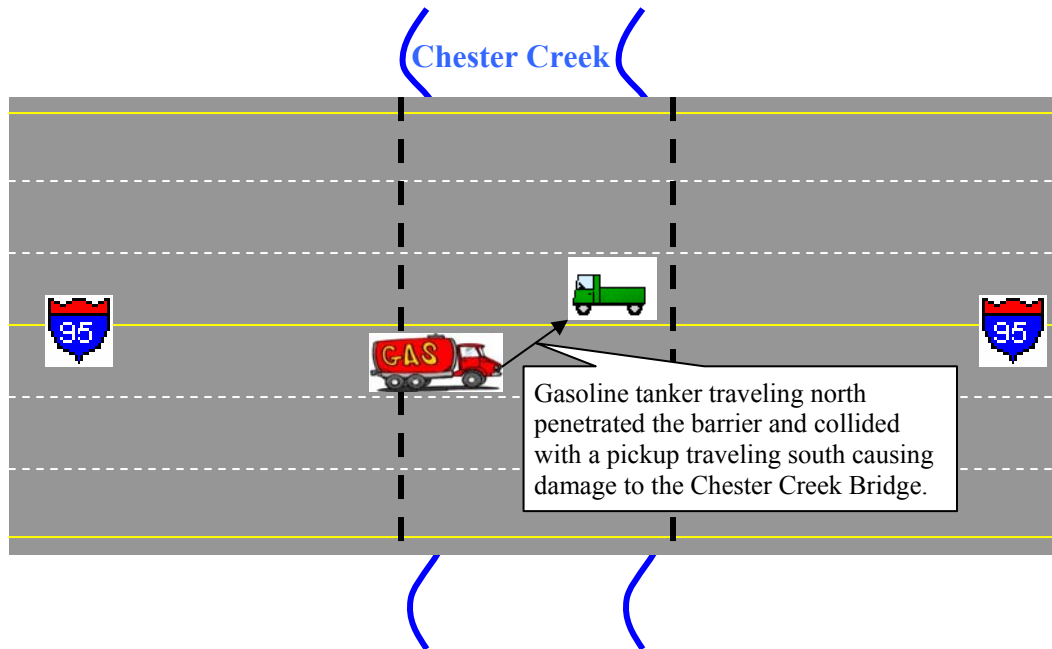 Chester Creek
95
95
GAS
Gasoline tanker traveling north
penetrated the barrier and collided
with a pickup traveling south causing
damage to the Chester Creek Bridge.